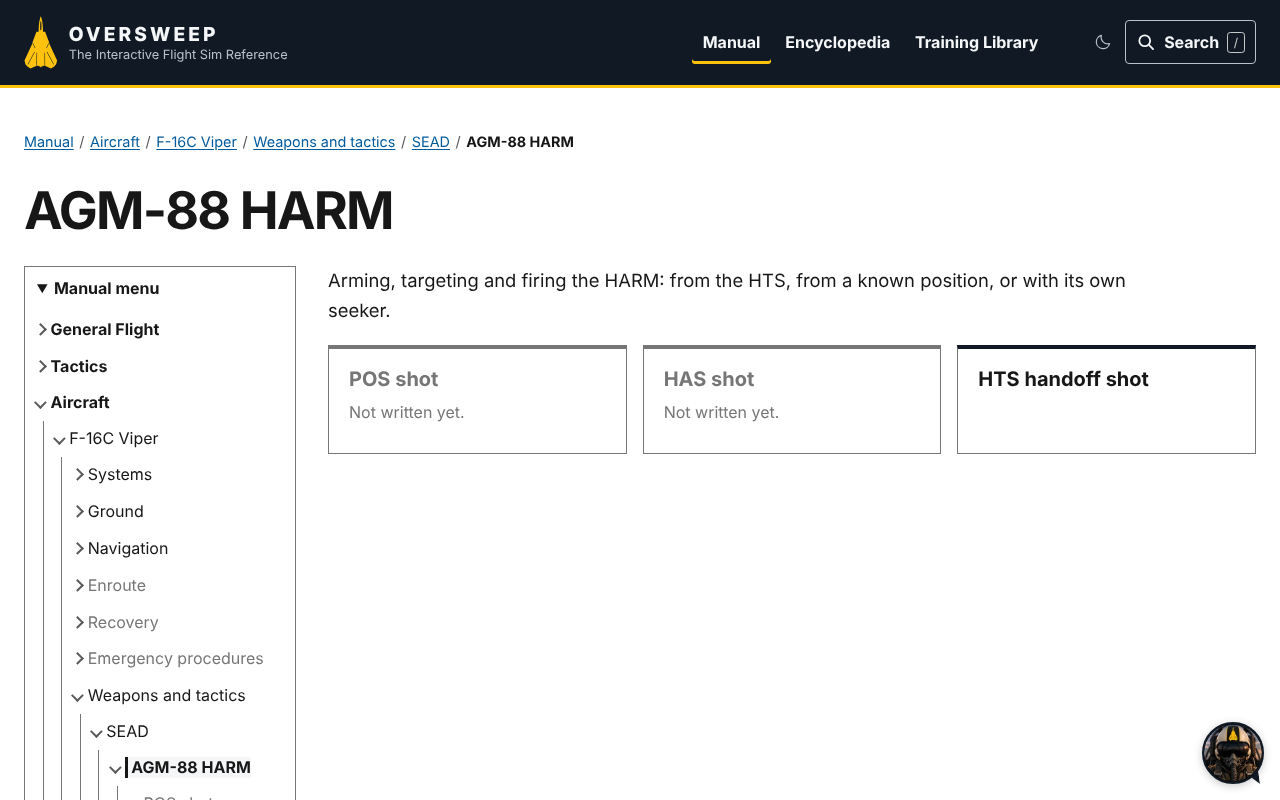 OVERSWEEP
The Interactive Flight Sim Reference
Manual
Encyclopedia
Training Library
Search /
Manual / Aircraft / F-16C Viper / Weapons and tactics / SEAD / AGM-88 HARM
AGM-88 HARM
Manual menu
General Flight
Tactics
Aircraft
F-16C Viper
Systems
Ground
Navigation
Enroute
Recovery
Emergency procedures
Weapons and tactics
SEAD
AGM-88 HARM
Arming, targeting and firing the HARM: from the HTS, from a known position, or with its own
seeker.
POS shot
Not written yet.
HAS shot
Not written yet.
HTS handoff shot